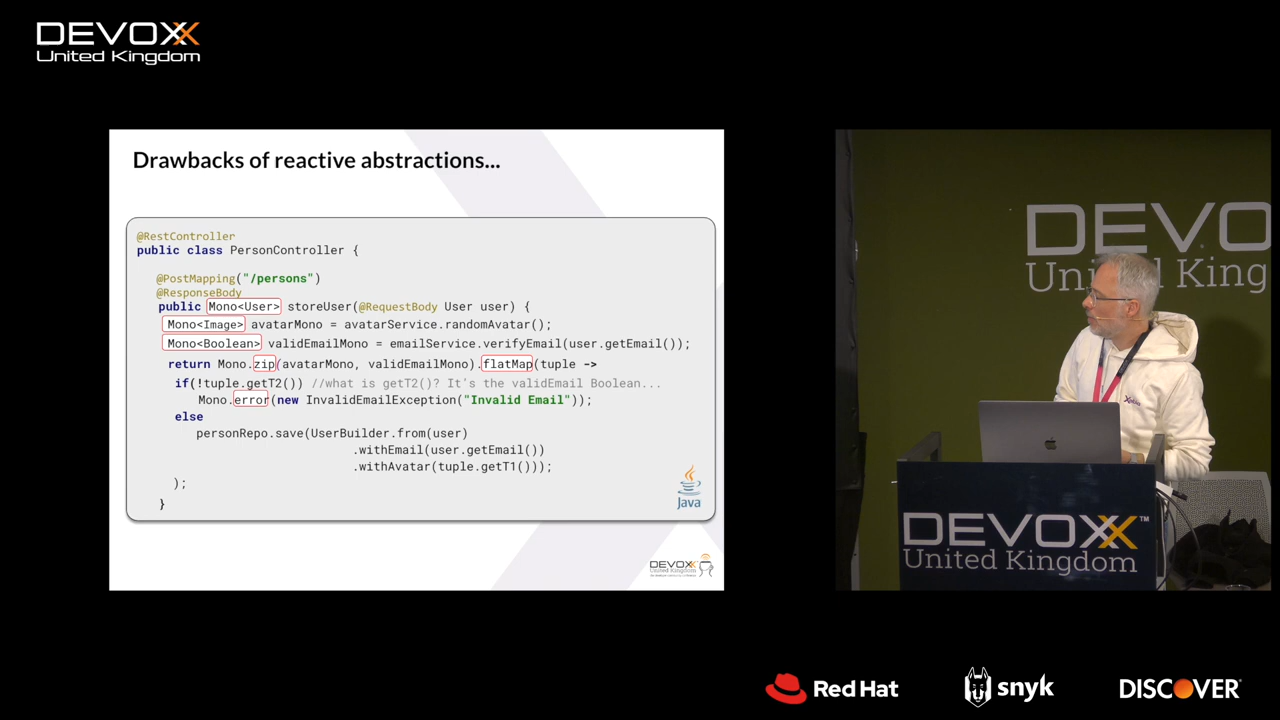 DEVOXX
United Kingdom
Drawbacks of reactive abstractions...
@RestController
public class PersonController {
@PostMapping("/persons")
@ResponseBody
public Mono<User> storeUser(@RequestBody User user) {
Mono<Image> avatarMono = avatarService.randomAvatar();
Mono<Boolean> validEmailMono = emailService.verifyEmail(user.getEmail());
return Mono.zip(avatarMono, validEmailMono).flatMap(tuple ->
if(!tuple.getT2()) //what is getT2()? It's the validEmail Boolean...
Mono.error(new InvalidEmailException("Invalid Email"));
else
personRepo.save(UserBuilder.from(user)
.withEmail(user.getEmail())
.withAvatar(tuple.getT1()));
);
}
Java
DEVOXX
United Kingdom
DEVO
United King
Xebia
DEVOXX™
United Kingdom
Red Hat
snyk
DISCOVER